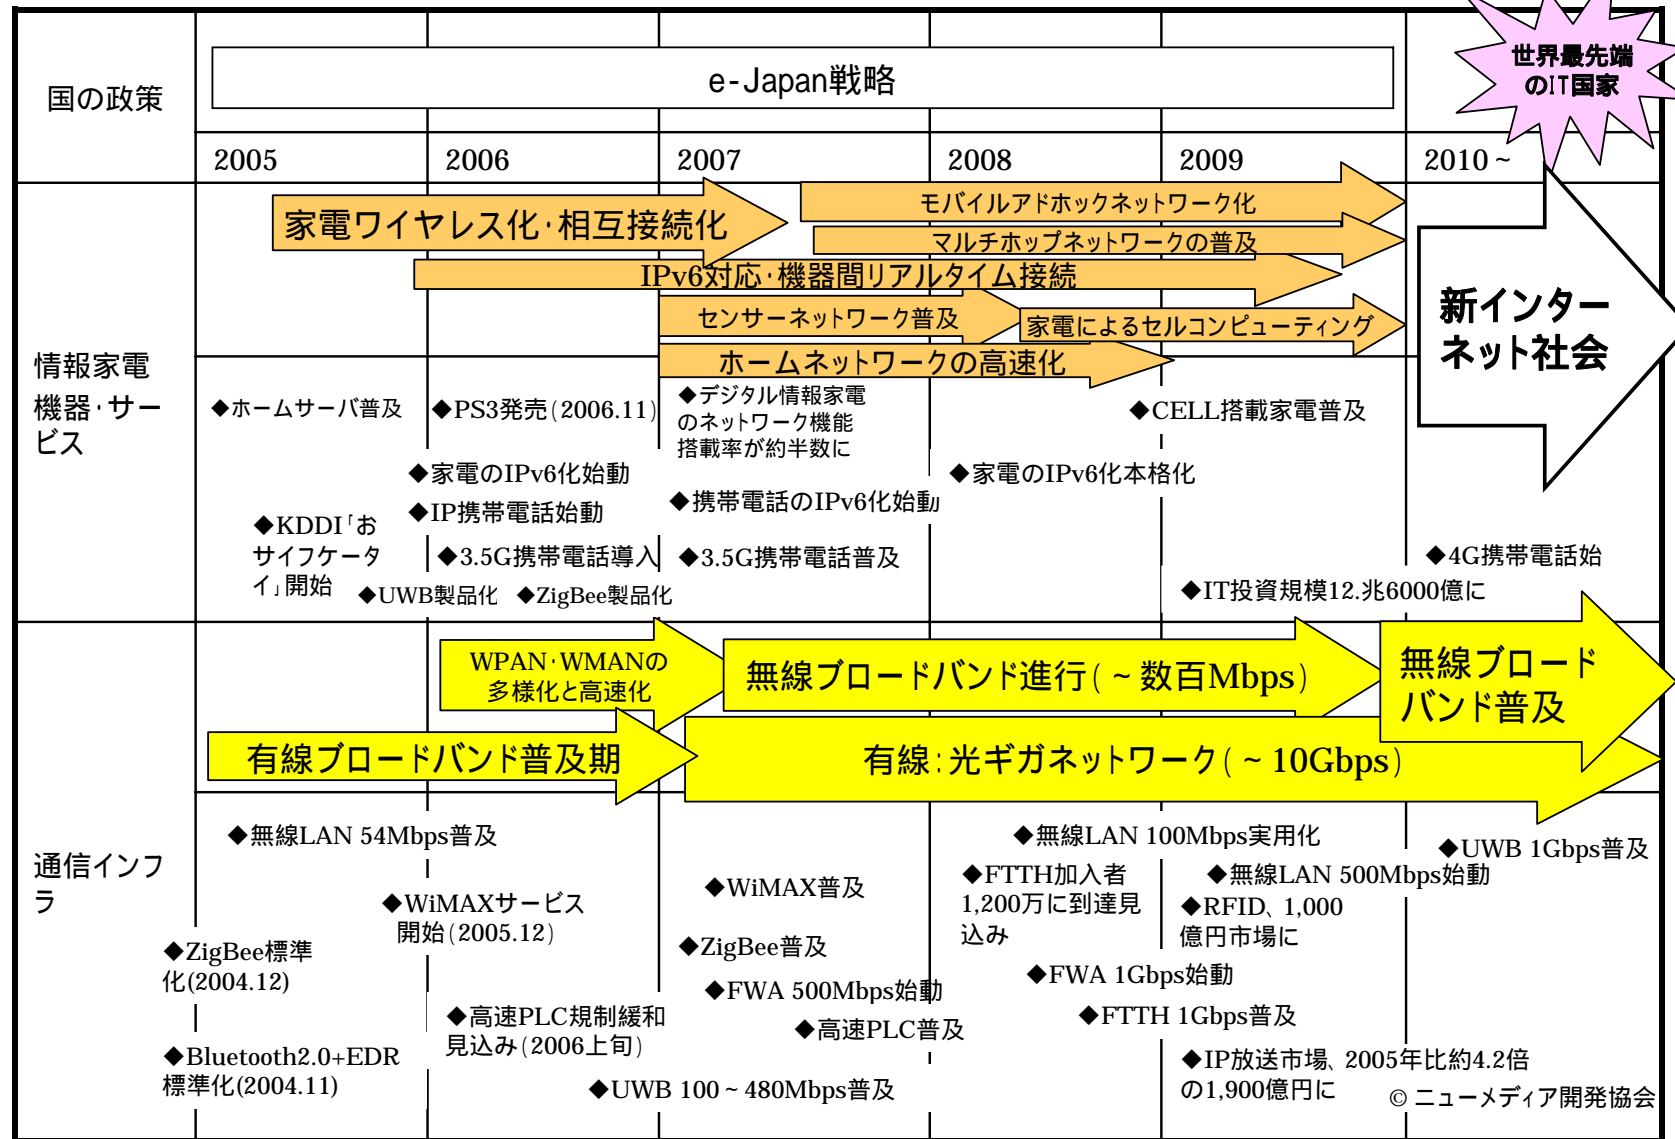 国の政策
e-Japan戦略
世界最先端
のIT国家
2005
2006
2007
2008
2009
2010～
情報家電
機器・サー
ビス
家電ワイヤレス化・相互接続化
モバイルアドホックネットワーク化
マルチホップネットワークの普及
IPv6対応・機器間リアルタイム接続
センサーネットワーク普及
家電によるセルコンピューティング
ホームネットワークの高速化
新インター
ネット社会
◆ホームサーバ普及
◆PS3発売(2006.11)
◆デジタル情報家電
のネットワーク機能
搭載率が約半数に
◆CELL搭載家電普及
◆家電のIPv6化始動
◆家電のIPv6化本格化
◆IP携帯電話始動
◆携帯電話のIPv6化始動
◆KDDI「お
サイフケータ
イ」開始
◆3.5G携帯電話導入
◆3.5G携帯電話普及
◆4G携帯電話始
◆UWB製品化
◆ZigBee製品化
◆IT投資規模12.兆6000億に
通信インフ
ラ
WPAN・WMANの
多様化と高速化
無線ブロードバンド進行(～数百Mbps)
無線ブロード
バンド普及
有線ブロードバンド普及期
有線:光ギガネットワーク(～10Gbps)
◆無線LAN 54Mbps普及
◆無線LAN 100Mbps実用化
◆UWB 1Gbps普及
◆WiMAXサービス
開始(2005.12)
◆WiMAX普及
◆FTTH加入者
1,200万に到達見
込み
◆無線LAN 500Mbps始動
◆RFID、1,000
億円市場に
◆ZigBee標準
化(2004.12)
◆ZigBee普及
◆FWA 1Gbps始動
◆FWA 500Mbps始動
◆高速PLC規制緩和
見込み(2006上旬)
◆高速PLC普及
◆FTTH 1Gbps普及
◆Bluetooth2.0+EDR
標準化(2004.11)
◆UWB 100～480Mbps普及
◆IP放送市場、2005年比約4.2倍
の1,900億円に
© ニューメディア開発協会